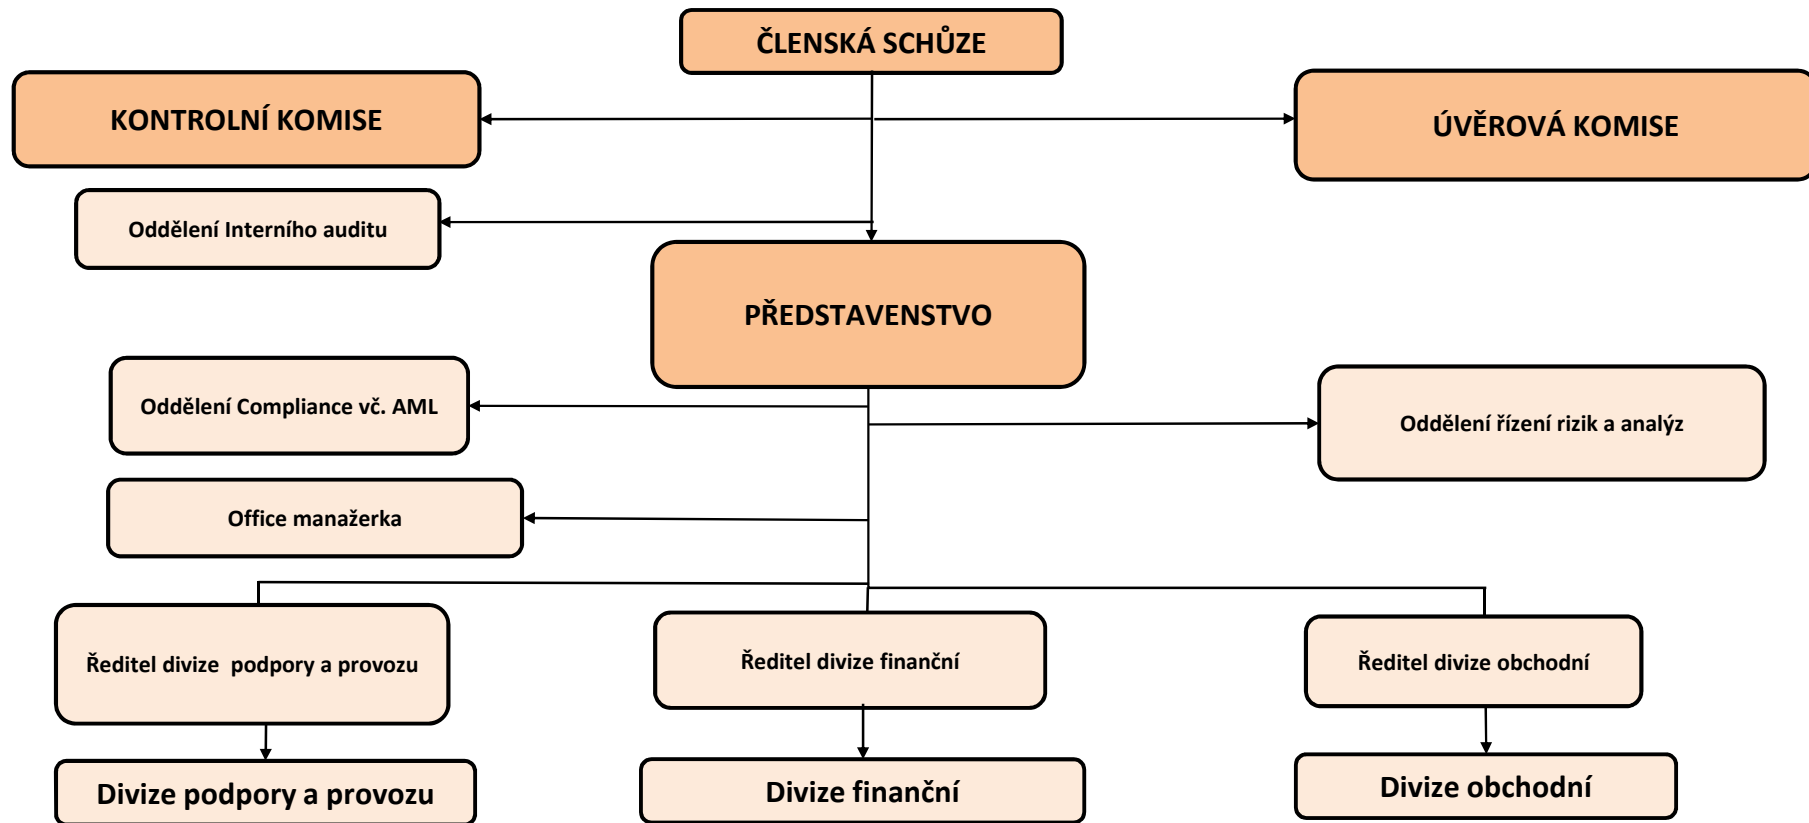 ČLENSKÁ SCHŮZE
KONTROLNÍ KOMISE
ÚVĚROVÁ KOMISE
Oddělení Interního auditu
PŘEDSTAVENSTVO
Oddělení Compliance vč. AML
Oddělení řízení rizik a analýz
Office manažerka
Ředitel divize podpory a provozu
Ředitel divize finanční
Ředitel divize obchodní
Divize podpory a provozu
Divize finanční
Divize obchodní